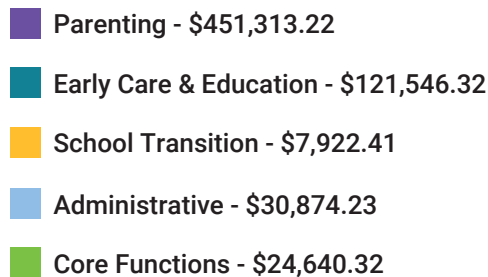 Parenting - $451,313.22
Early Care & Education - $121,546.32
School Transition - $7,922.41
Administrative - $30,874.23
Core Functions - $24,640.32